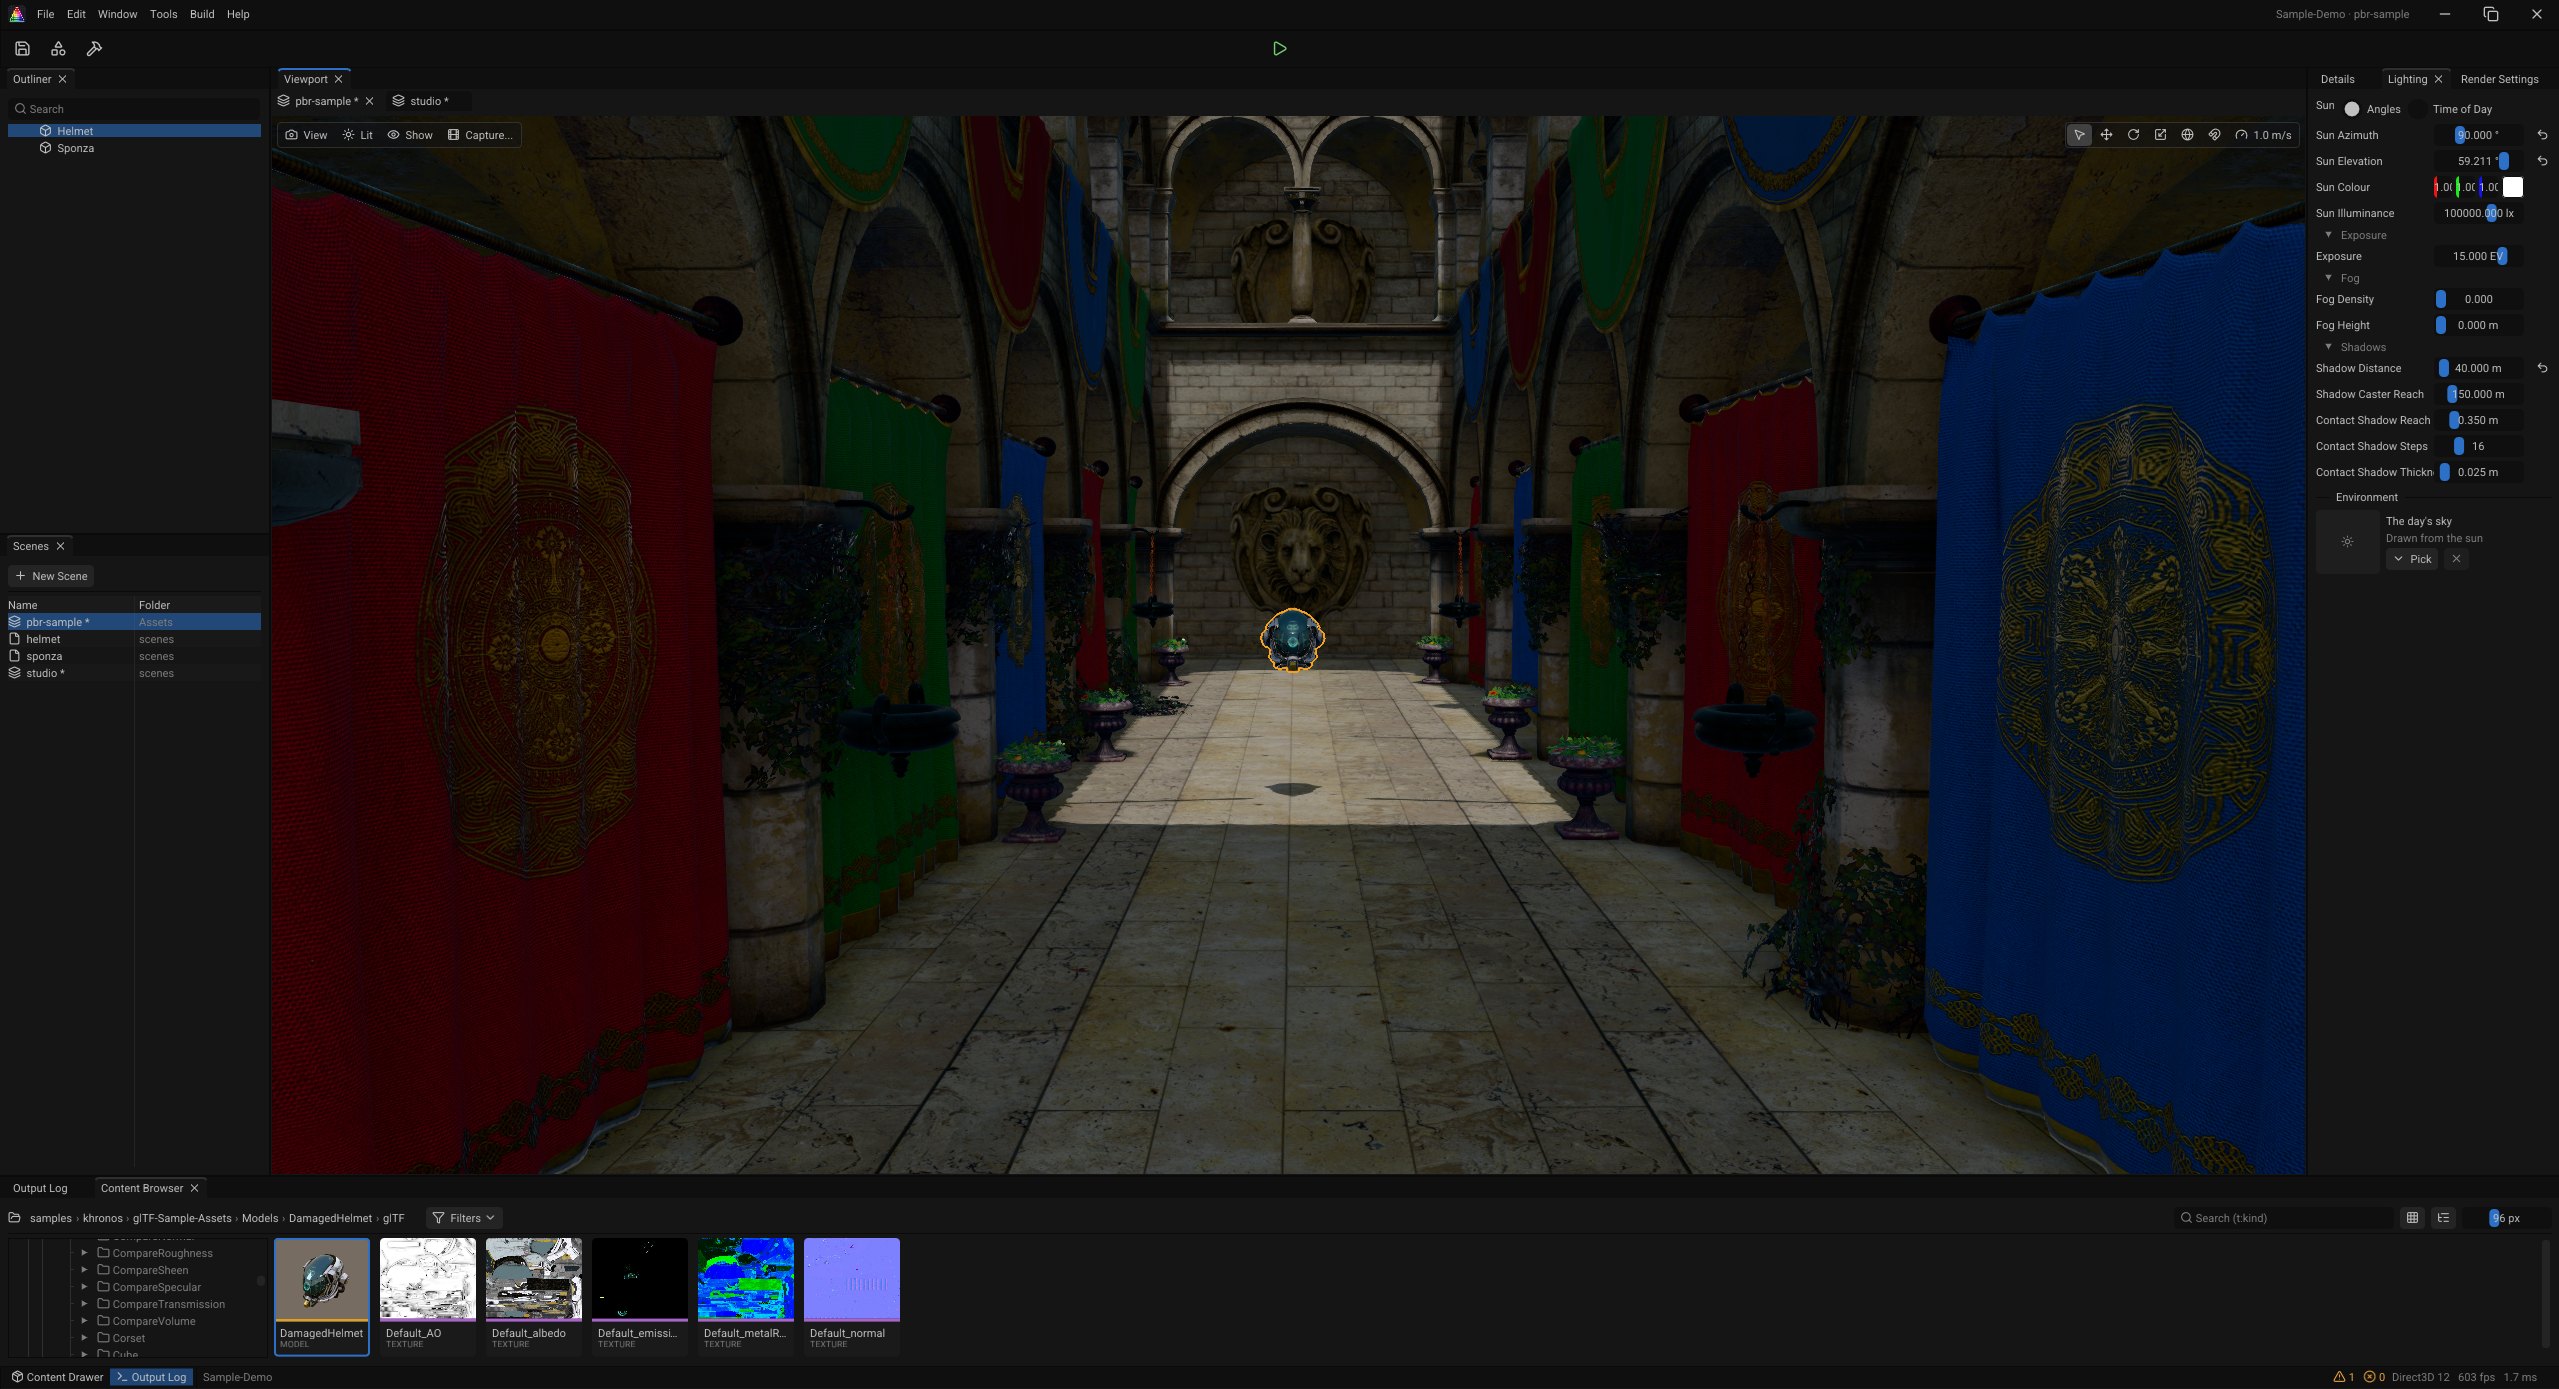 File Edit Window Tools Build Help
Sample-Demo · pbr-sample
Outliner
Search
Helmet
Sponza
Scenes
New Scene
Name Folder
pbr-sample * Assets
helmet scenes
sponza scenes
studio * scenes
Viewport
pbr-sample * studio *
View Lit Show Capture...
1.0 m/s
Details Lighting Render Settings
Sun Angles Time of Day
Sun Azimuth 90.000 °
Sun Elevation 59.211 °
Sun Colour
Sun Illuminance 100000.000 lx
Exposure
Exposure 15.000 EV
Fog
Fog Density 0.000
Fog Height 0.000 m
Shadows
Shadow Distance 40.000 m
Shadow Caster Reach 150.000 m
Contact Shadow Reach 0.350 m
Contact Shadow Steps 16
Contact Shadow Thickn 0.025 m
Environment
The day's sky
Drawn from the sun
Pick
Output Log Content Browser
samples › khronos › glTF-Sample-Assets › Models › DamagedHelmet › glTF
Filters
Search (t:kind)
96 px
CompareRoughness
CompareSheen
CompareSpecular
CompareTransmission
CompareVolume
Corset
Cube
DamagedHelmet
MODEL
Default_AO
TEXTURE
Default_albedo
TEXTURE
Default_emissi...
TEXTURE
Default_metalR...
TEXTURE
Default_normal
TEXTURE
Content Drawer Output Log Sample-Demo
1 0 Direct3D 12 603 fps 1.7 ms